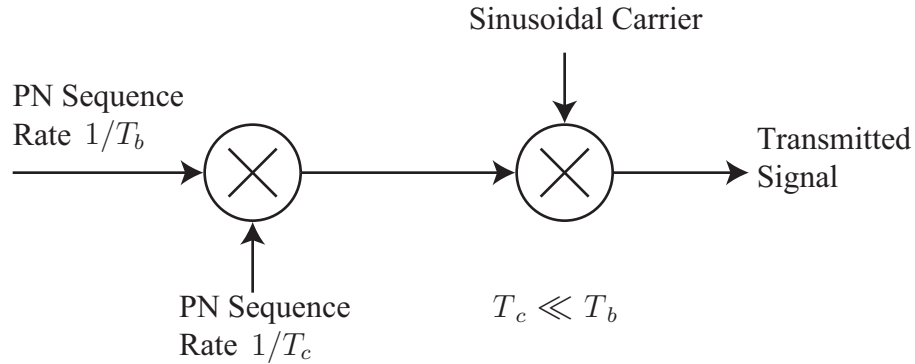 Sinusoidal Carrier
PN Sequence
Rate 1/T_b
Transmitted
Signal
PN Sequence
Rate 1/T_c
T_c ≪ T_b